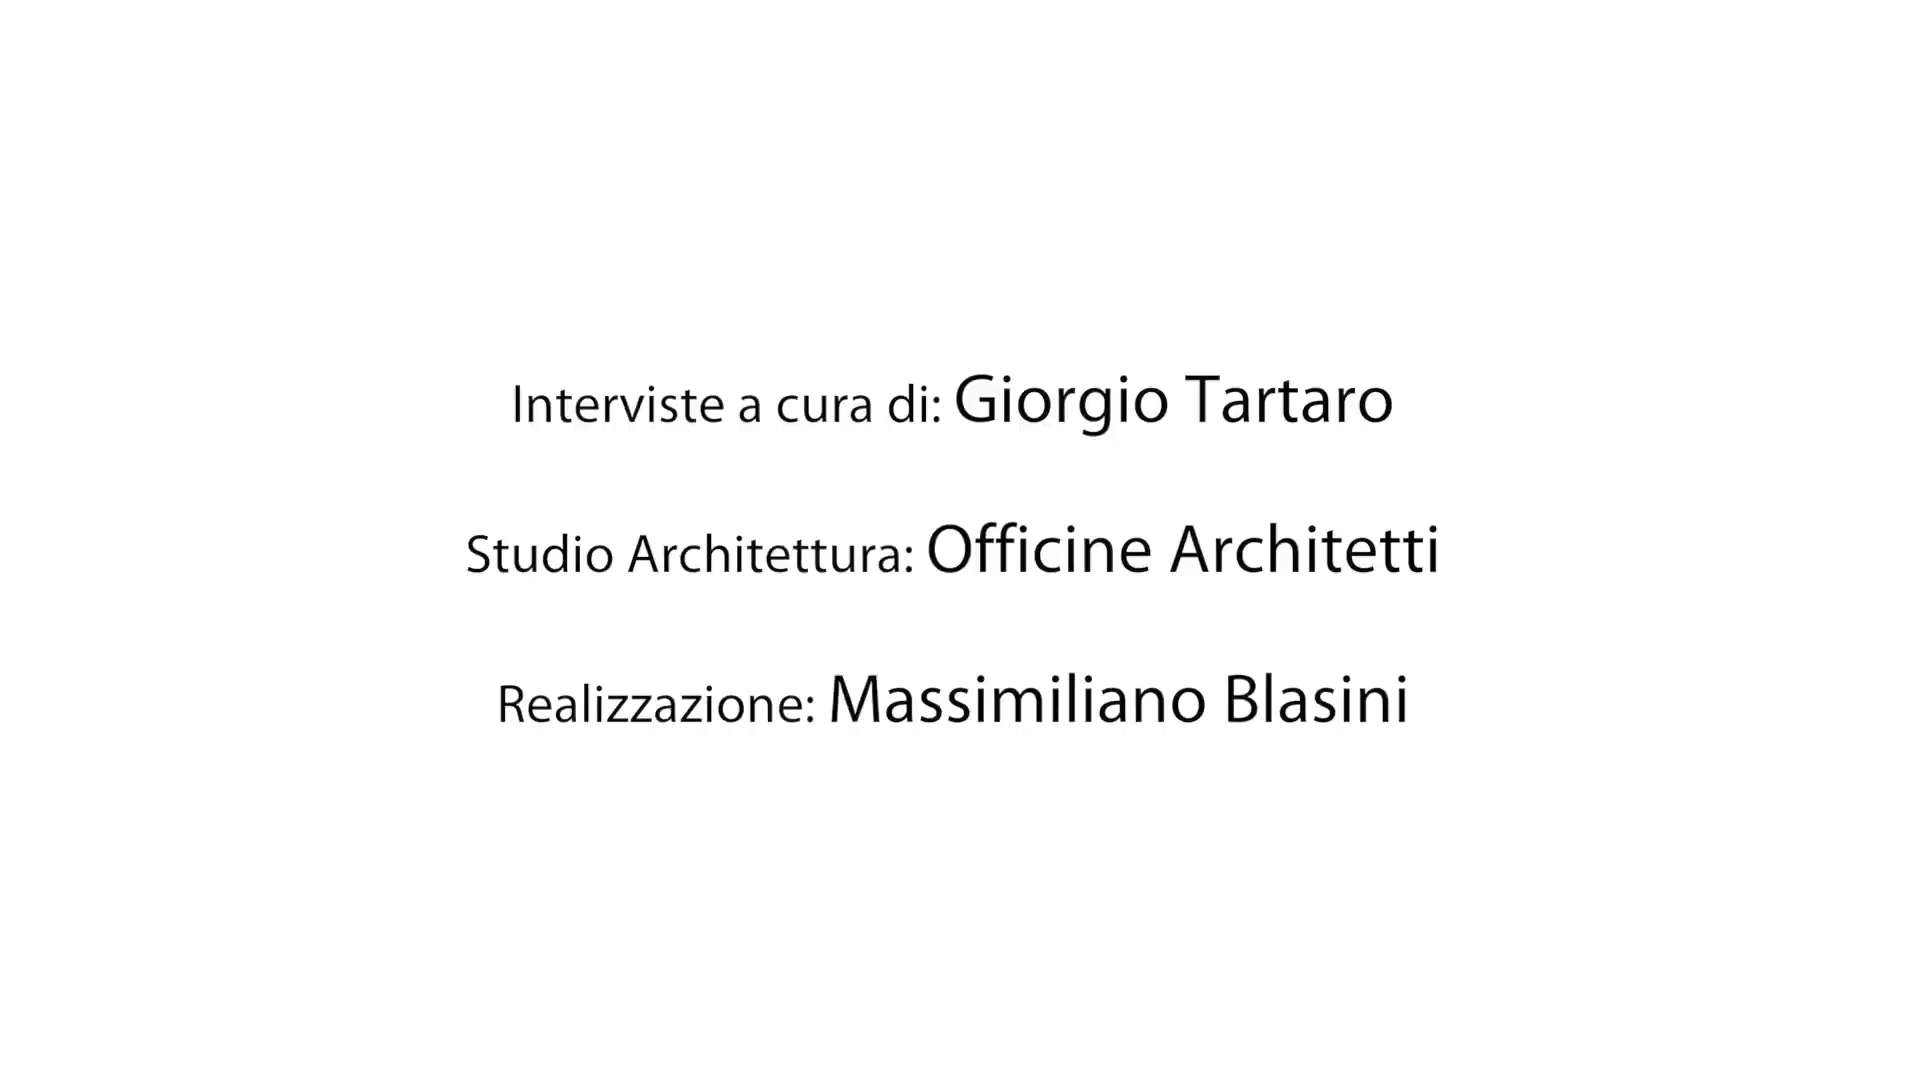 Interviste a cura di: Giorgio Tartaro
Studio Architettura: Officine Architetti
Realizzazione: Massimiliano Blasini